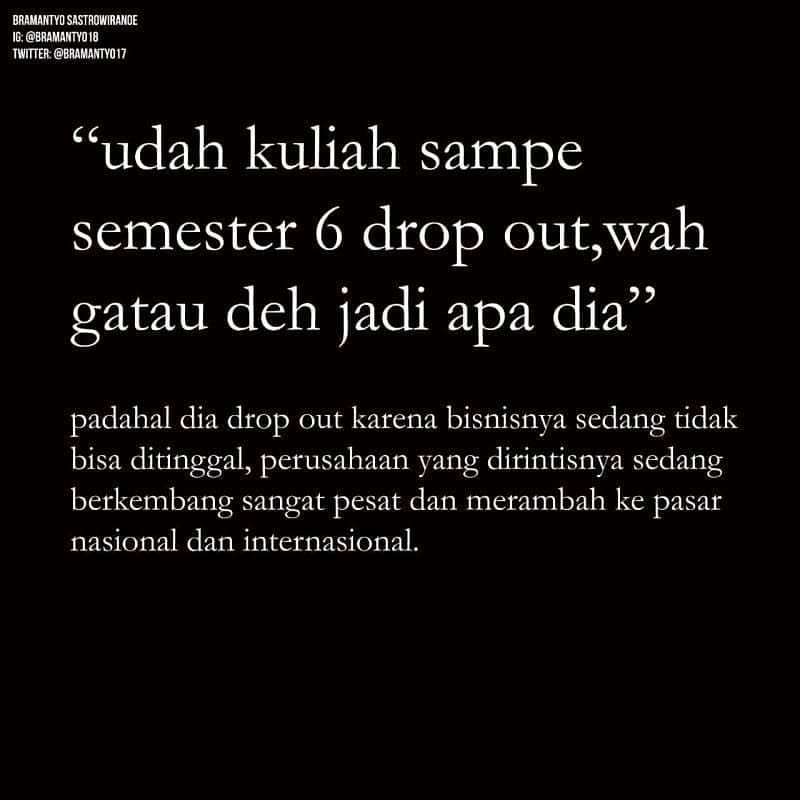 BRAMANTYO SASTROWIRANOE
IG: @BRAMANTYO18
TWITTER: @BRAMANTYO17
“udah kuliah sampe
semester 6 drop out,wah
gatau deh jadi apa dia”
padahal dia drop out karena bisnisnya sedang tidak
bisa ditinggal, perusahaan yang dirintisnya sedang
berkembang sangat pesat dan merambah ke pasar
nasional dan internasional.